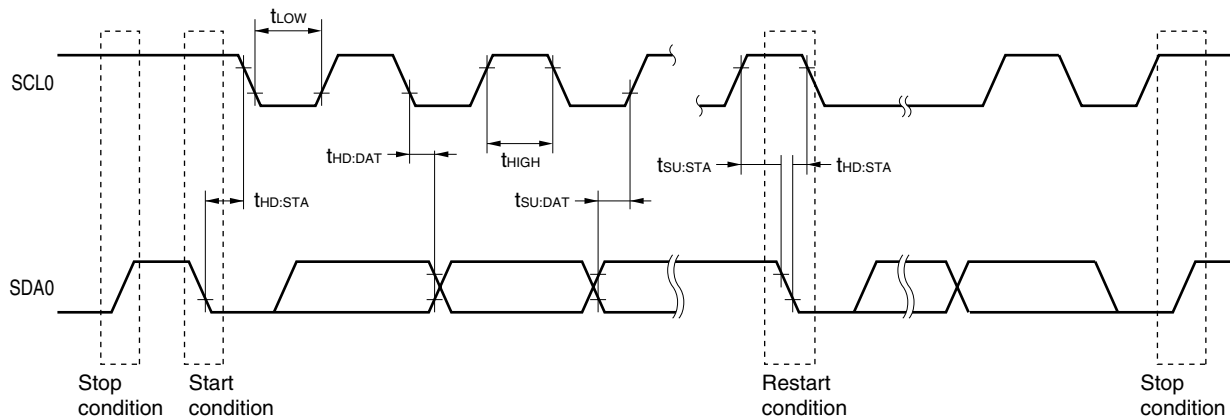 tLOW
SCL0
tHD:DAT
tHIGH
tSU:STA
tHD:STA
tHD:STA
tSU:DAT
SDA0
Stop
condition
Start
condition
Restart
condition
Stop
condition